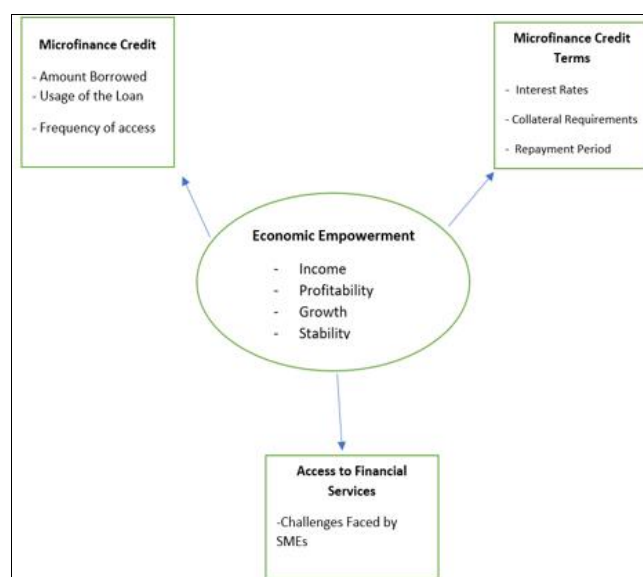 Microfinance Credit
- Amount Borrowed
- Usage of the Loan
- Frequency of access
Microfinance Credit
Terms
- Interest Rates
- Collateral Requirements
- Repayment Period
Economic Empowerment
- Income
- Profitability
- Growth
- Stability
Access to Financial
Services
-Challenges Faced by
SMEs